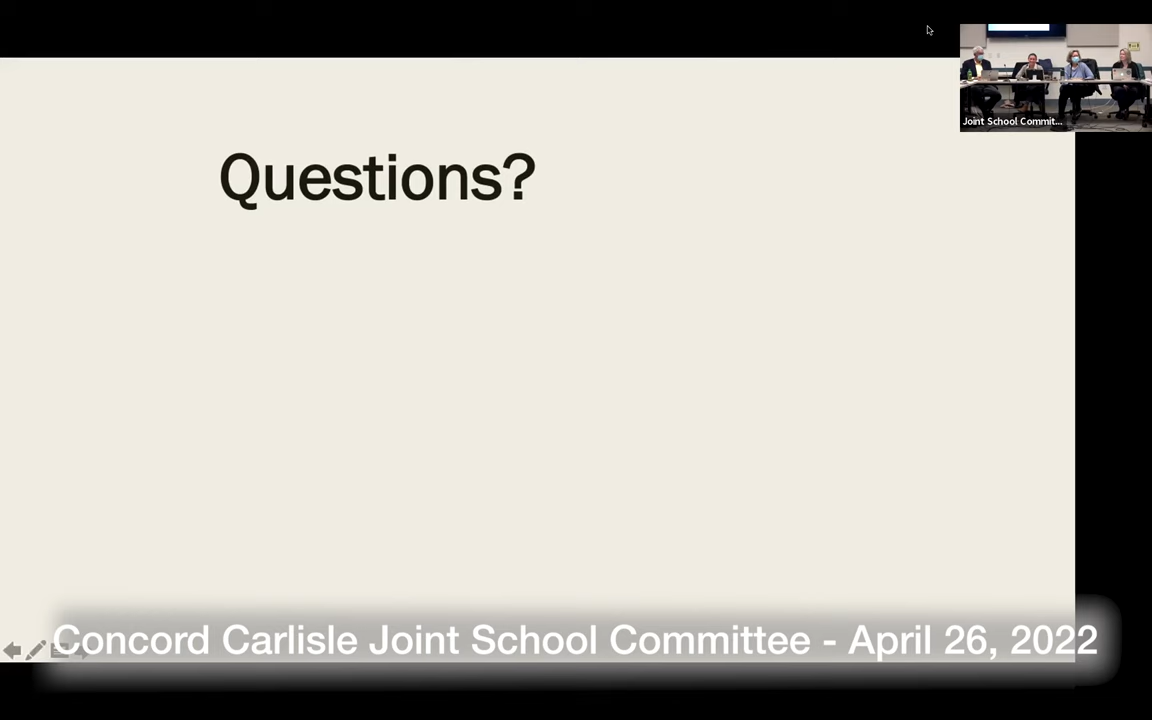 Joint School Commit...
Questions?
Concord Carlisle Joint School Committee - April 26, 2022